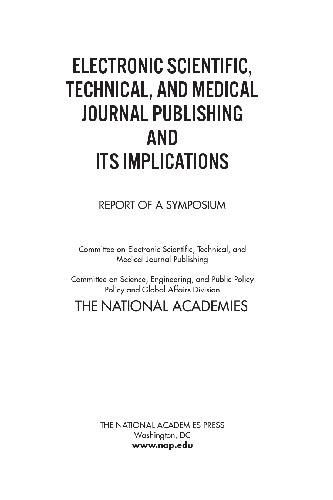 ELECTRONIC SCIENTIFIC,
TECHNICAL, AND MEDICAL
JOURNAL PUBLISHING
AND
ITS IMPLICATIONS
REPORT OF A SYMPOSIUM
Committee on Electronic Scientific, Technical, and
Medical Journal Publishing
Committee on Science, Engineering, and Public Policy
Policy and Global Affairs Division
THE NATIONAL ACADEMIES
THE NATIONAL ACADEMIES PRESS
Washington, DC
www.nap.edu